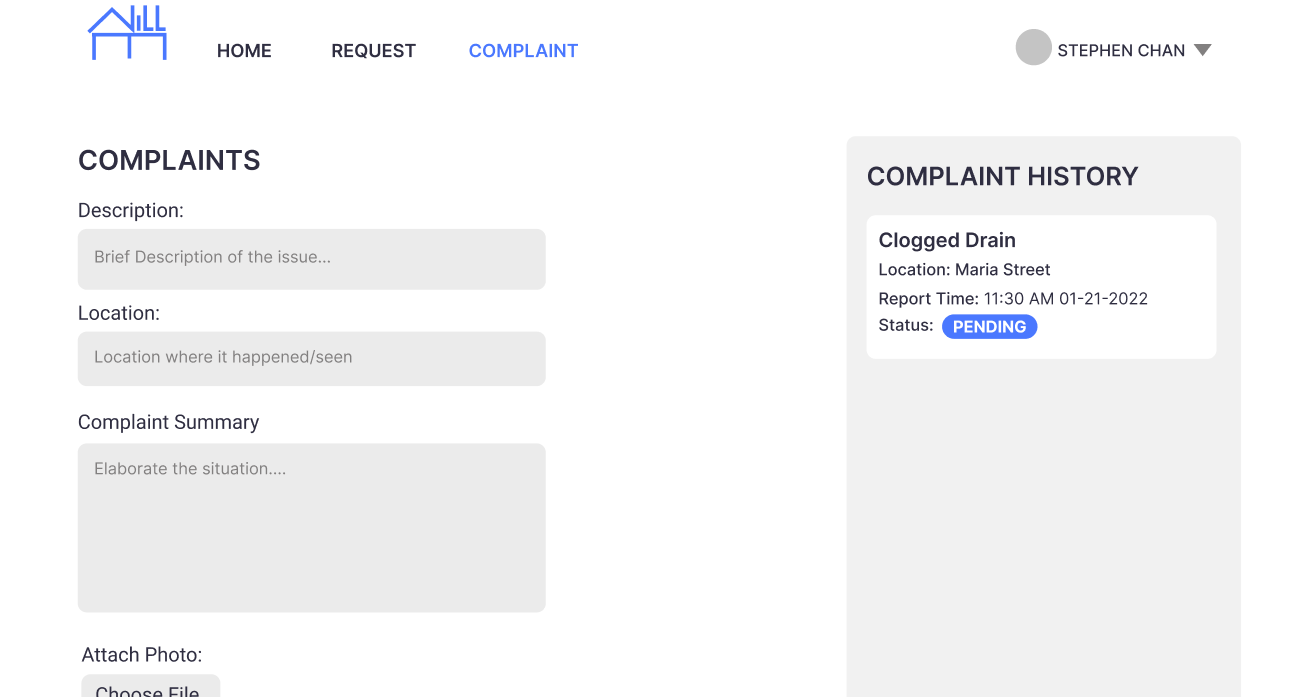 VILL
HOME
REQUEST
COMPLAINT
STEPHEN CHAN
COMPLAINTS
Description:
Brief Description of the issue...
Location:
Location where it happened/seen
Complaint Summary
Elaborate the situation....
Attach Photo:
Choose File
COMPLAINT HISTORY
Clogged Drain
Location: Maria Street
Report Time: 11:30 AM 01-21-2022
Status: PENDING